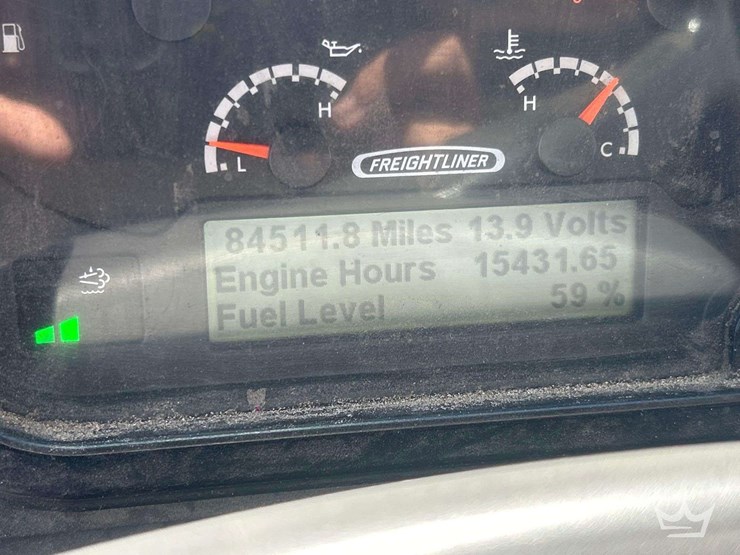 H
L
FREIGHTLINER
H
C
84511.8 Miles 13.9 Volts
Engine Hours 15431.65
Fuel Level 59 %